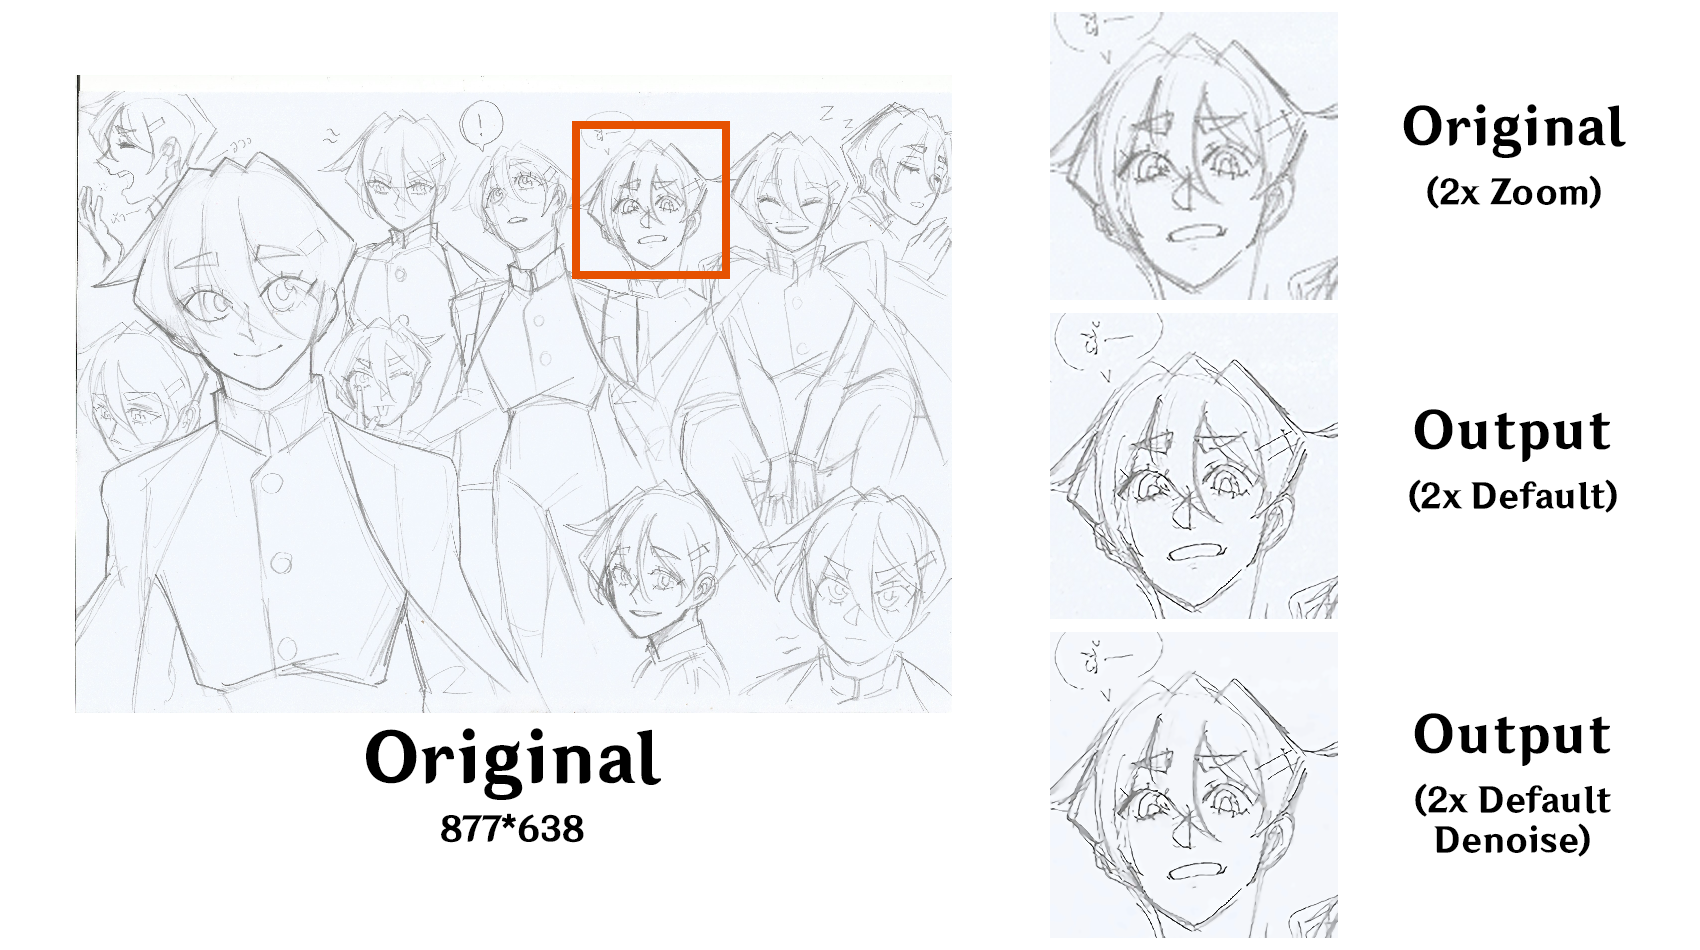 !
z
z
Original
877*638
Original
(2x Zoom)
Output
(2x Default)
Output
(2x Default
Denoise)